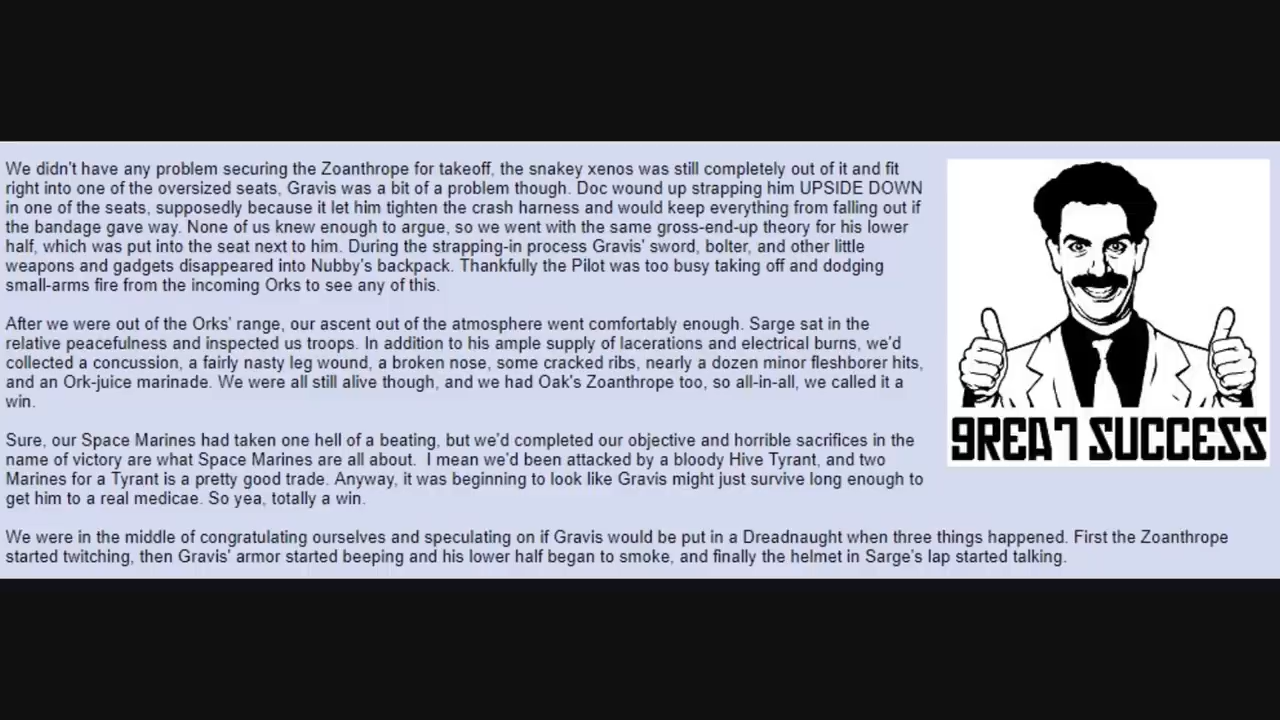 We didn't have any problem securing the Zoanthrope for takeoff, the snakey xenos was still completely out of it and fit
right into one of the oversized seats, Gravis was a bit of a problem though. Doc wound up strapping him UPSIDE DOWN
in one of the seats, supposedly because it let him tighten the crash harness and would keep everything from falling out if
the bandage gave way. None of us knew enough to argue, so we went with the same gross-end-up theory for his lower
half, which was put into the seat next to him. During the strapping-in process Gravis' sword, bolter, and other little
weapons and gadgets disappeared into Nubby's backpack. Thankfully the Pilot was too busy taking off and dodging
small-arms fire from the incoming Orks to see any of this.
After we were out of the Orks' range, our ascent out of the atmosphere went comfortably enough. Sarge sat in the
relative peacefulness and inspected us troops. In addition to his ample supply of lacerations and electrical burns, we'd
collected a concussion, a fairly nasty leg wound, a broken nose, some cracked ribs, nearly a dozen minor fleshborer hits,
and an Ork-juice marinade. We were all still alive though, and we had Oak's Zoanthrope too, so all-in-all, we called it a
win.
Sure, our Space Marines had taken one hell of a beating, but we'd completed our objective and horrible sacrifices in the
name of victory are what Space Marines are all about.  I mean we'd been attacked by a bloody Hive Tyrant, and two
Marines for a Tyrant is a pretty good trade. Anyway, it was beginning to look like Gravis might just survive long enough to
get him to a real medicae. So yea, totally a win.
We were in the middle of congratulating ourselves and speculating on if Gravis would be put in a Dreadnaught when three things happened. First the Zoanthrope
started twitching, then Gravis' armor started beeping and his lower half began to smoke, and finally the helmet in Sarge's lap started talking.
GREAT SUCCESS